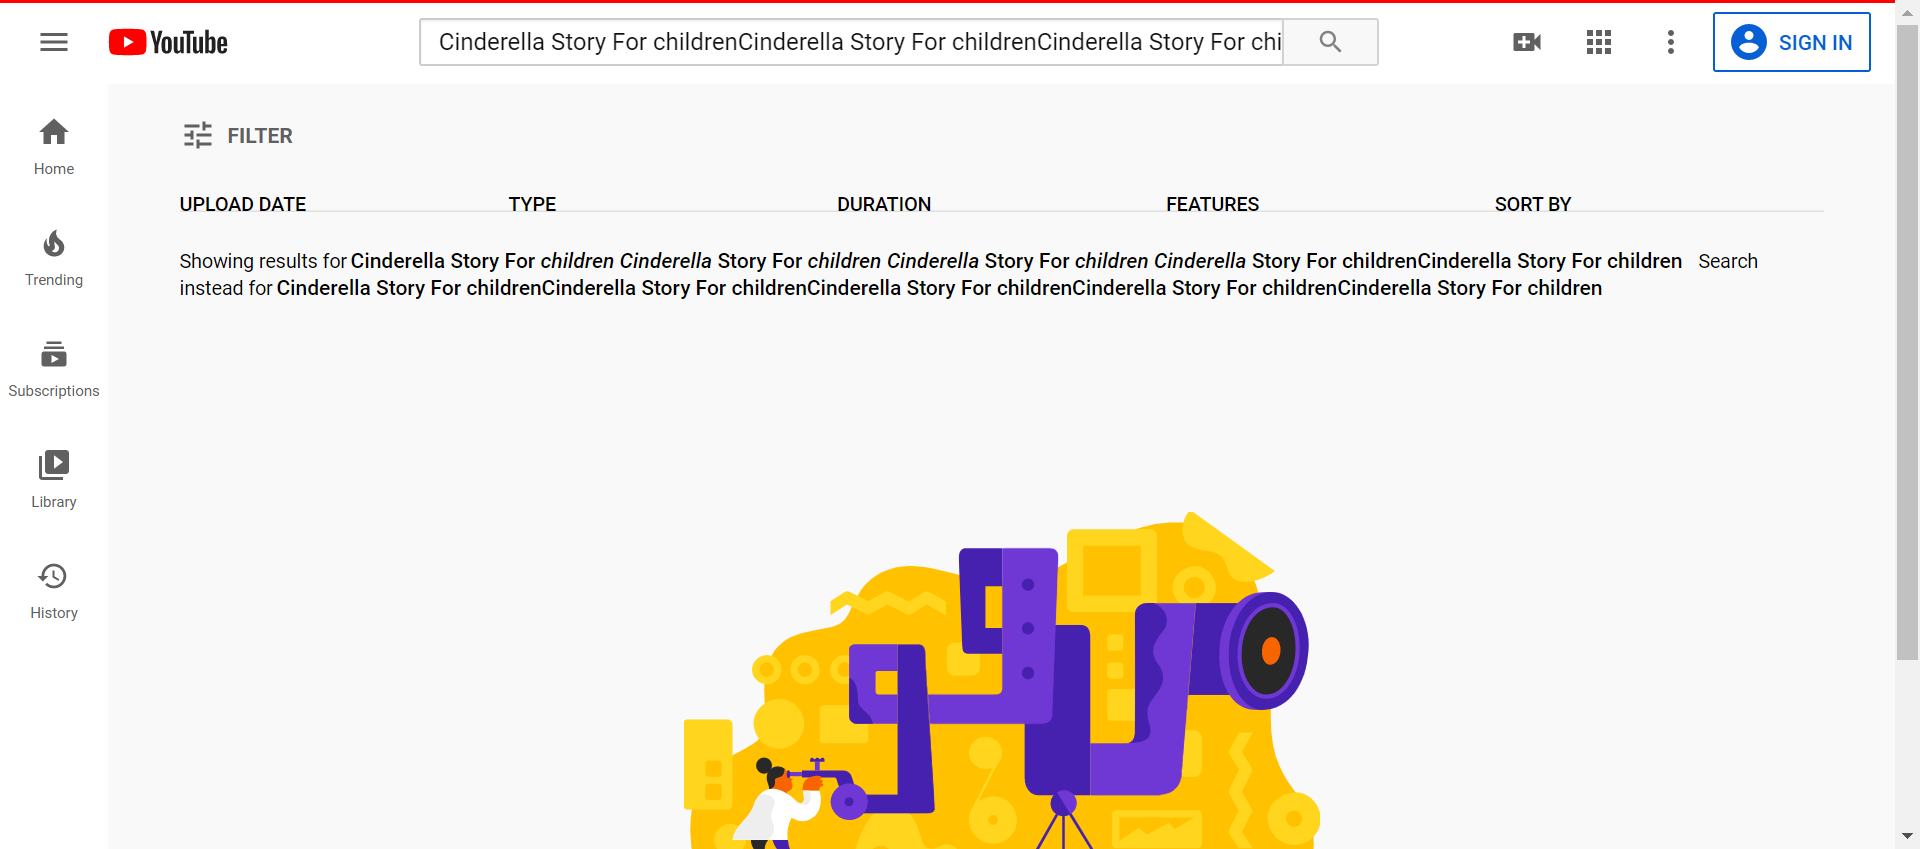 YouTube
Cinderella Story For childrenCinderella Story For childrenCinderella Story For chi
SIGN IN
Home
Trending
Subscriptions
Library
History
FILTER
UPLOAD DATE
TYPE
DURATION
FEATURES
SORT BY
Showing results for Cinderella Story For children Cinderella Story For children Cinderella Story For children Cinderella Story For childrenCinderella Story For children Search
instead for Cinderella Story For childrenCinderella Story For childrenCinderella Story For childrenCinderella Story For childrenCinderella Story For children